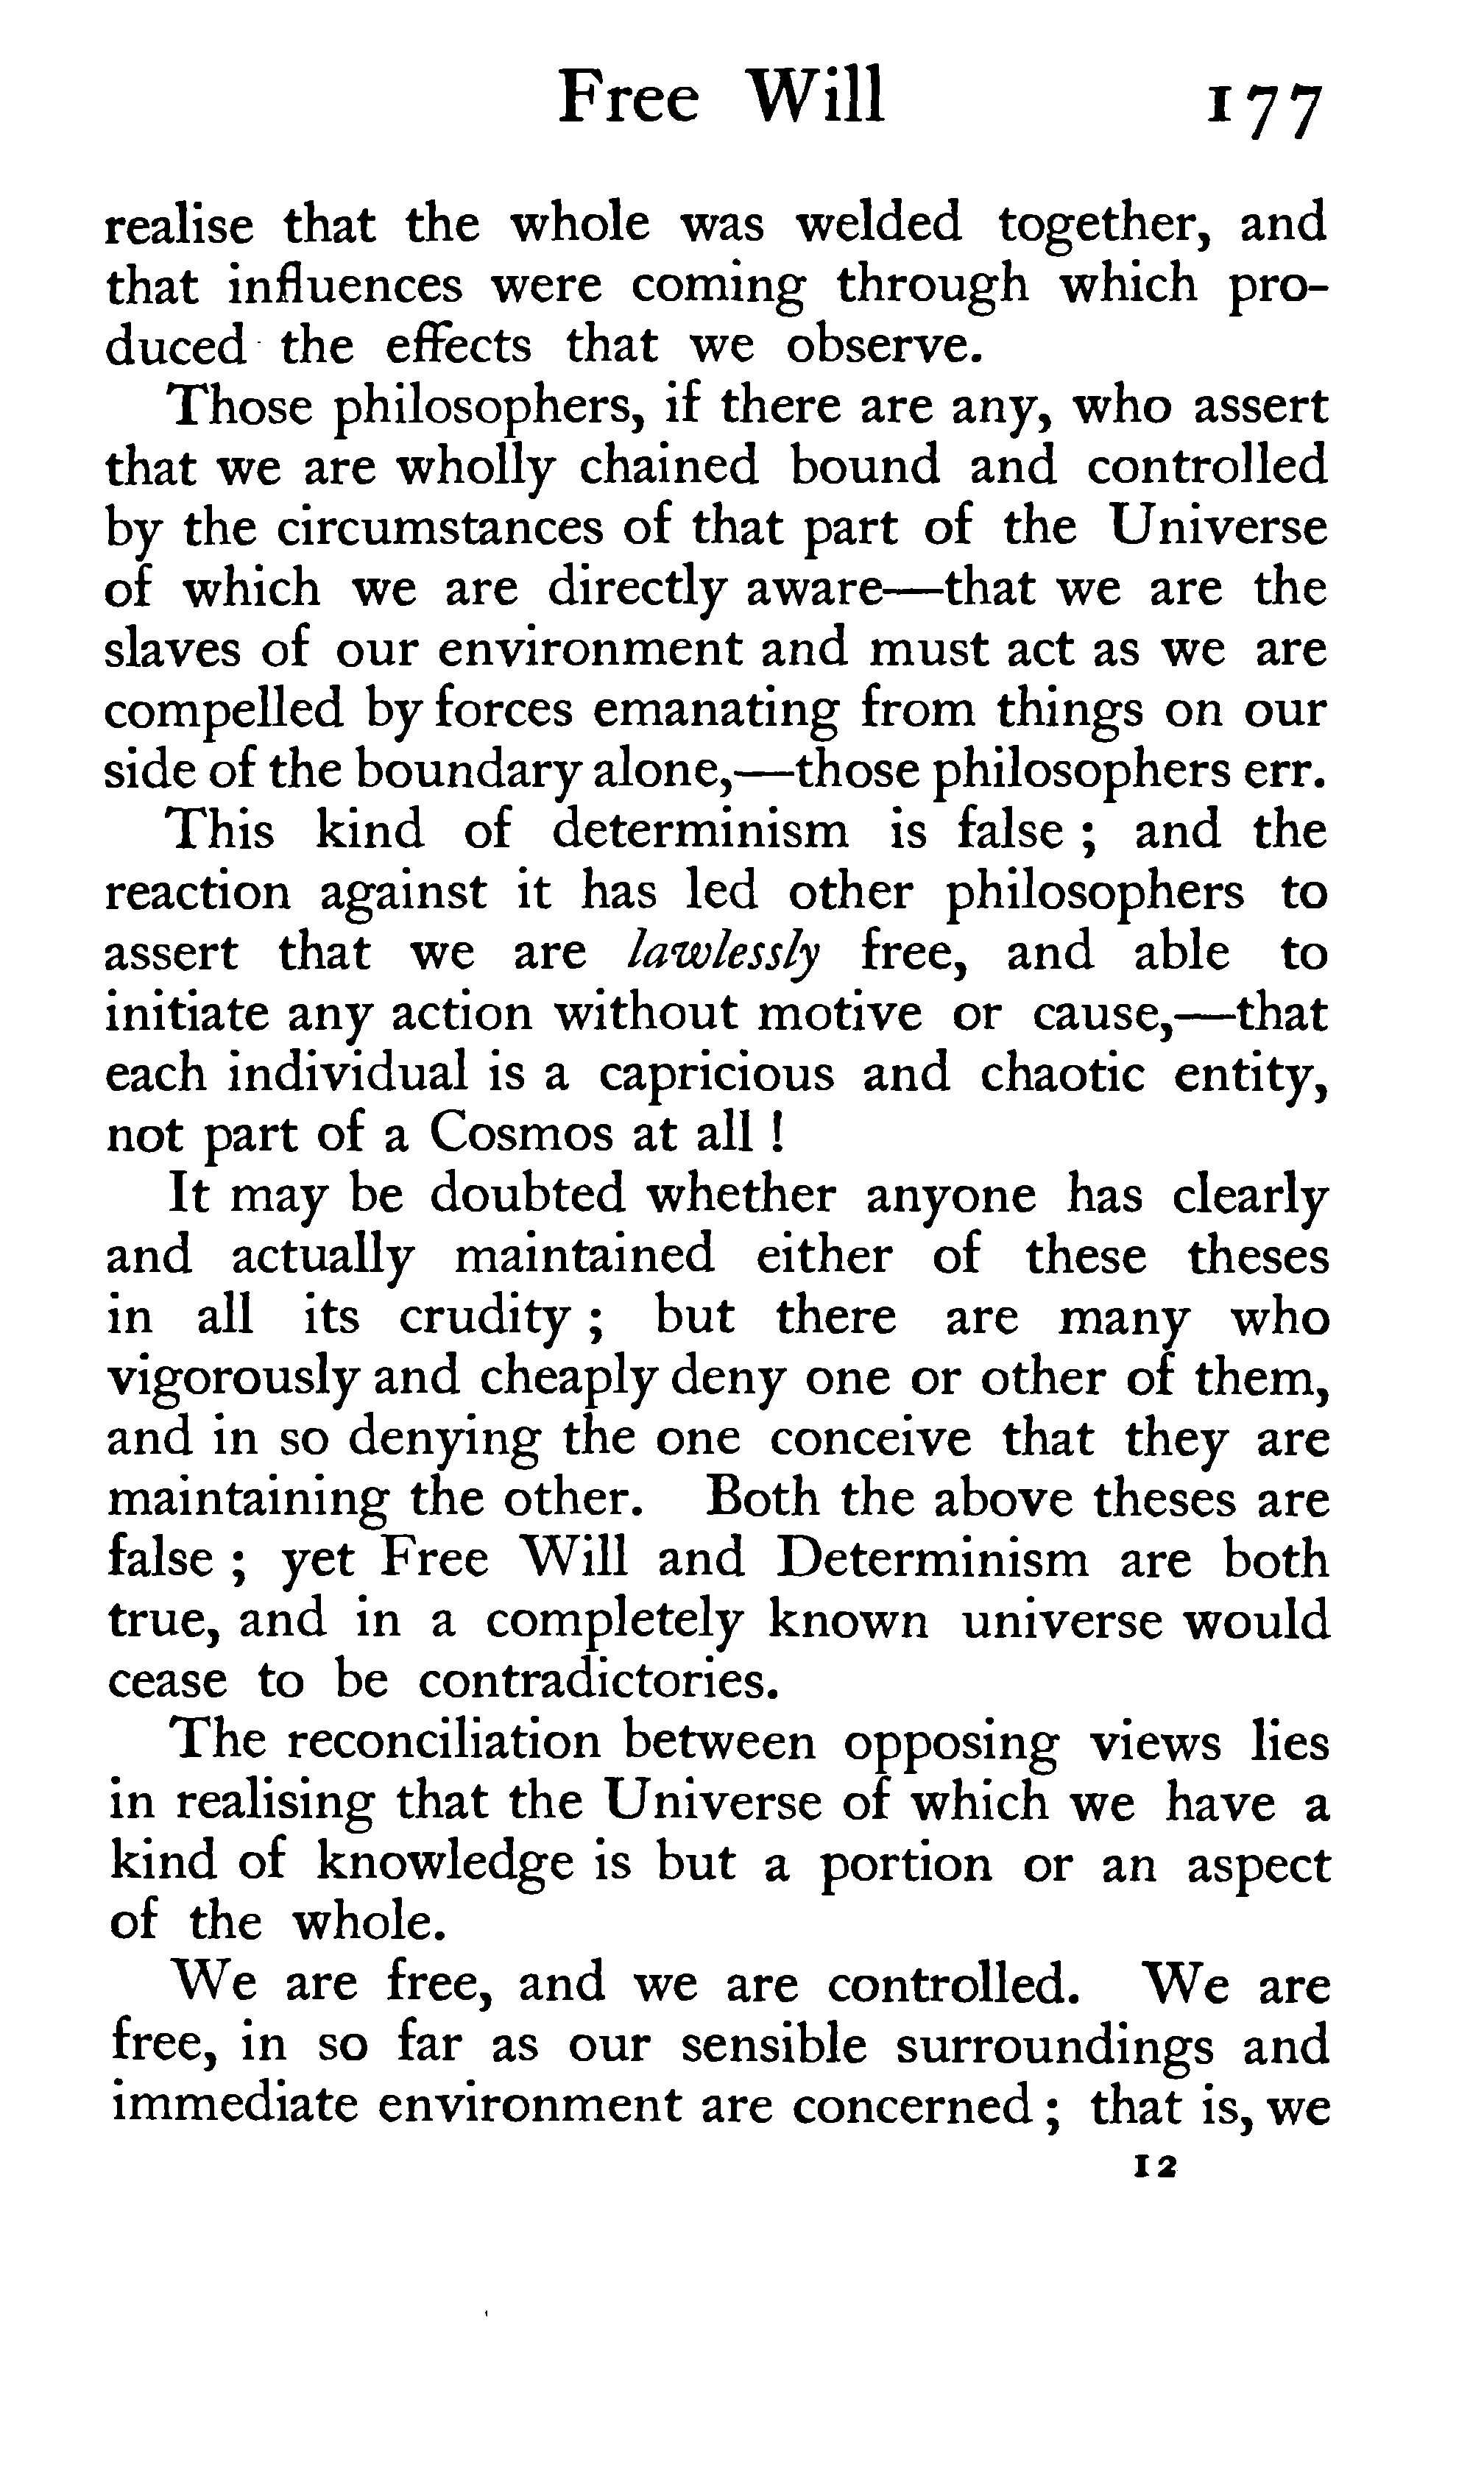 Free Will 177
realise that the whole was welded together, and
that influences were coming through which pro-
duced the effects that we observe.
Those philosophers, if there are any, who assert
that we are wholly chained bound and controlled
by the circumstances of that part of the Universe
of which we are directly aware—that we are the
slaves of our environment and must act as we are
compelled by forces emanating from things on our
side of the boundary alone,—those philosophers err.
This kind of determinism is false ; and the
reaction against it has led other philosophers to
assert that we are lawlessly free, and able to
initiate any action without motive or cause,—that
each individual is a capricious and chaotic entity,
not part of a Cosmos at all !
It may be doubted whether anyone has clearly
and actually maintained either of these theses
in all its crudity ; but there are many who
vigorously and cheaply deny one or other of them,
and in so denying the one conceive that they are
maintaining the other. Both the above theses are
false ; yet Free Will and Determinism are both
true, and in a completely known universe would
cease to be contradictories.
The reconciliation between opposing views lies
in realising that the Universe of which we have a
kind of knowledge is but a portion or an aspect
of the whole.
We are free, and we are controlled. We are
free, in so far as our sensible surroundings and
immediate environment are concerned ; that is, we
12